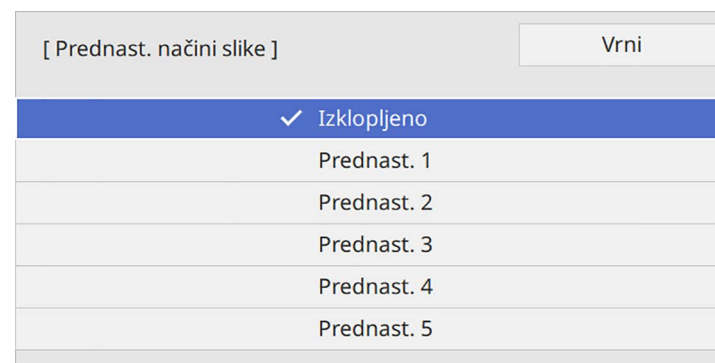 [ Prednast. načini slike ]
Vrni
Izklopljeno
Prednast. 1
Prednast. 2
Prednast. 3
Prednast. 4
Prednast. 5